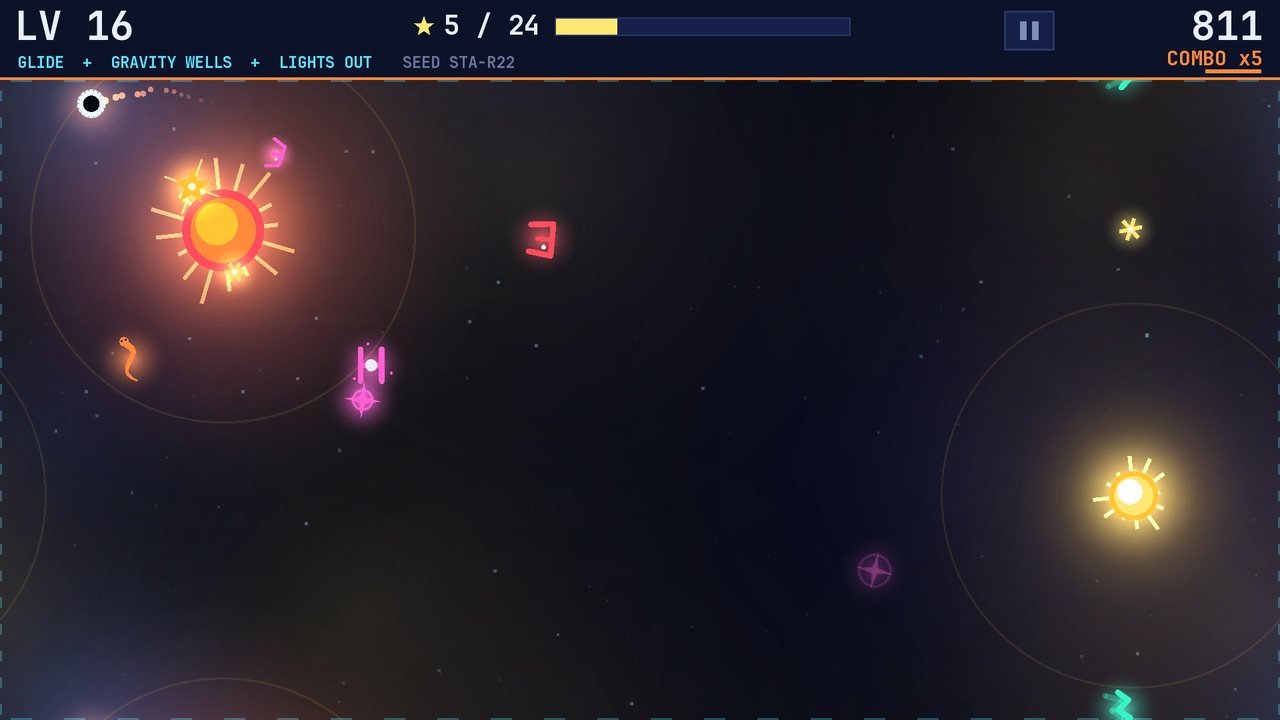 LV 16
★ 5 / 24
811
GLIDE + GRAVITY WELLS + LIGHTS OUT SEED STA-R22
COMBO x5